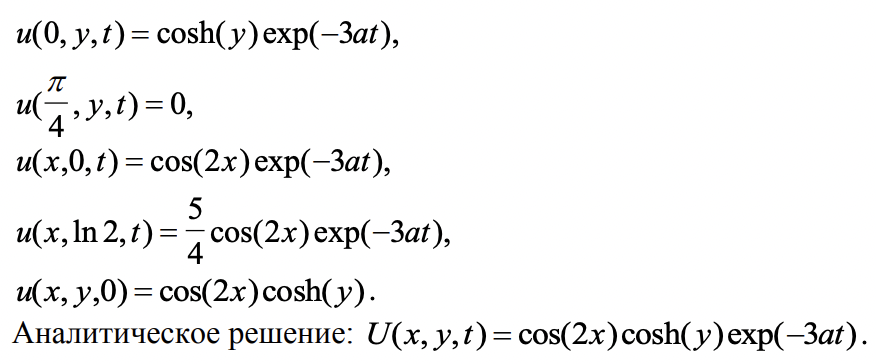 u(0, y, t) = cosh(y) exp(−3at),
u(π/4, y, t) = 0,
u(x,0,t) = cos(2x) exp(−3at),
u(x, ln 2, t) = 5/4 cos(2x) exp(−3at),
u(x, y,0) = cos(2x) cosh(y).
Аналитическое решение: U(x, y, t) = cos(2x) cosh(y) exp(−3at).